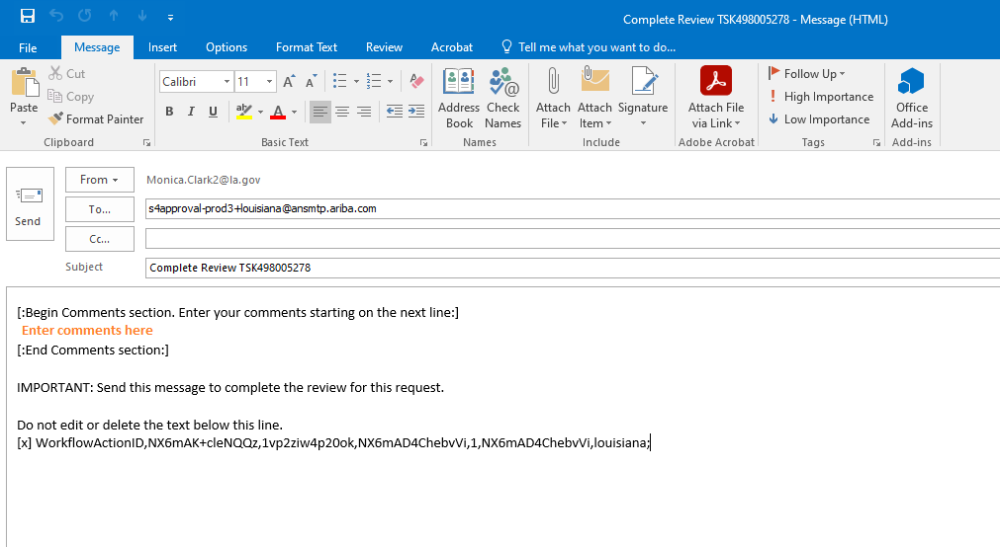 Complete Review TSK498005278 - Message (HTML)
File Message Insert Options Format Text Review Acrobat Tell me what you want to do...
Paste
Cut
Copy
Format Painter
Clipboard
Calibri 11 A A
B I U ab A
Basic Text
Address Book
Check Names
Names
Attach File
Attach Item
Signature
Include
Attach File via Link
Adobe Acrobat
Follow Up
High Importance
Low Importance
Tags
Office Add-ins
Add-ins
Send
From Monica.Clark2@la.gov
To... s4approval-prod3+louisiana@ansmtp.ariba.com
Cc...
Subject Complete Review TSK498005278
[:Begin Comments section. Enter your comments starting on the next line:]
Enter comments here
[:End Comments section:]
IMPORTANT: Send this message to complete the review for this request.
Do not edit or delete the text below this line.
[x] WorkflowActionID,NX6mAK+cleNQQz,1vp2ziw4p20ok,NX6mAD4ChebvVi,1,NX6mAD4ChebvVi,louisiana;